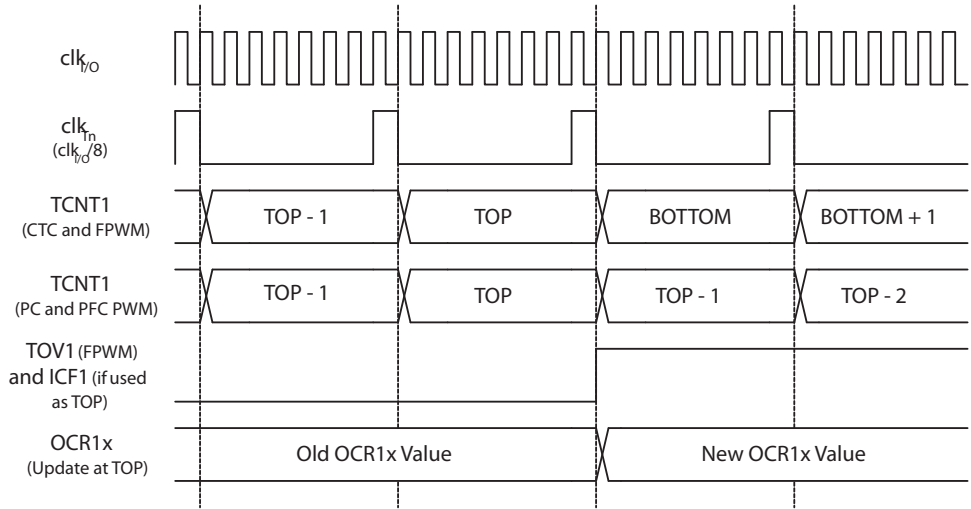 clkI/O
clkTn
(clkI/O/8)
TCNT1
(CTC and FPWM)
TOP - 1
TOP
BOTTOM
BOTTOM + 1
TCNT1
(PC and PFC PWM)
TOP - 1
TOP
TOP - 1
TOP - 2
TOV1 (FPWM)
and ICF1 (if used
as TOP)
OCR1x
(Update at TOP)
Old OCR1x Value
New OCR1x Value